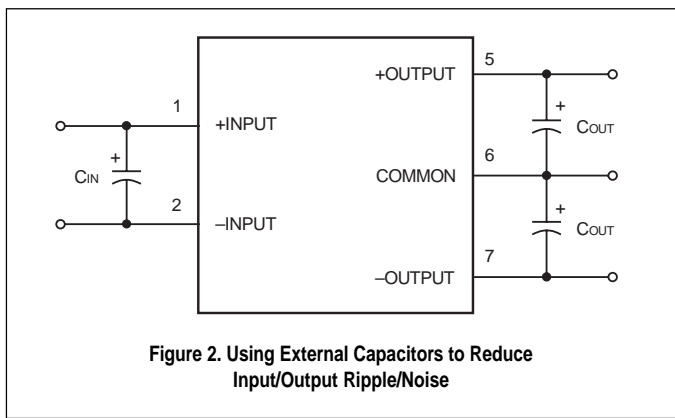 5
+OUTPUT
+
COUT
1
+INPUT
6
+
CIN
COMMON
+
2
COUT
–INPUT
7
–OUTPUT
Figure 2. Using External Capacitors to Reduce
Input/Output Ripple/Noise